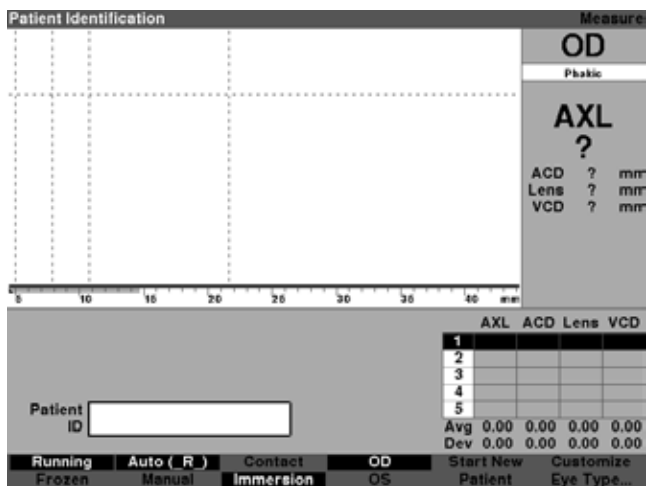 Patient Identification Measure
OD
Phakic
AXL
?
ACD ? mm
Lens ? mm
VCD ? mm
5 10 15 20 25 30 35 40 mm
AXL ACD Lens VCD
1
2
3
4
5
Avg 0.00 0.00 0.00 0.00
Dev 0.00 0.00 0.00 0.00
Patient
ID
Running Auto (_R_) Contact OD Start New Customize
Frozen Manual Immersion OS Patient Eye Type...